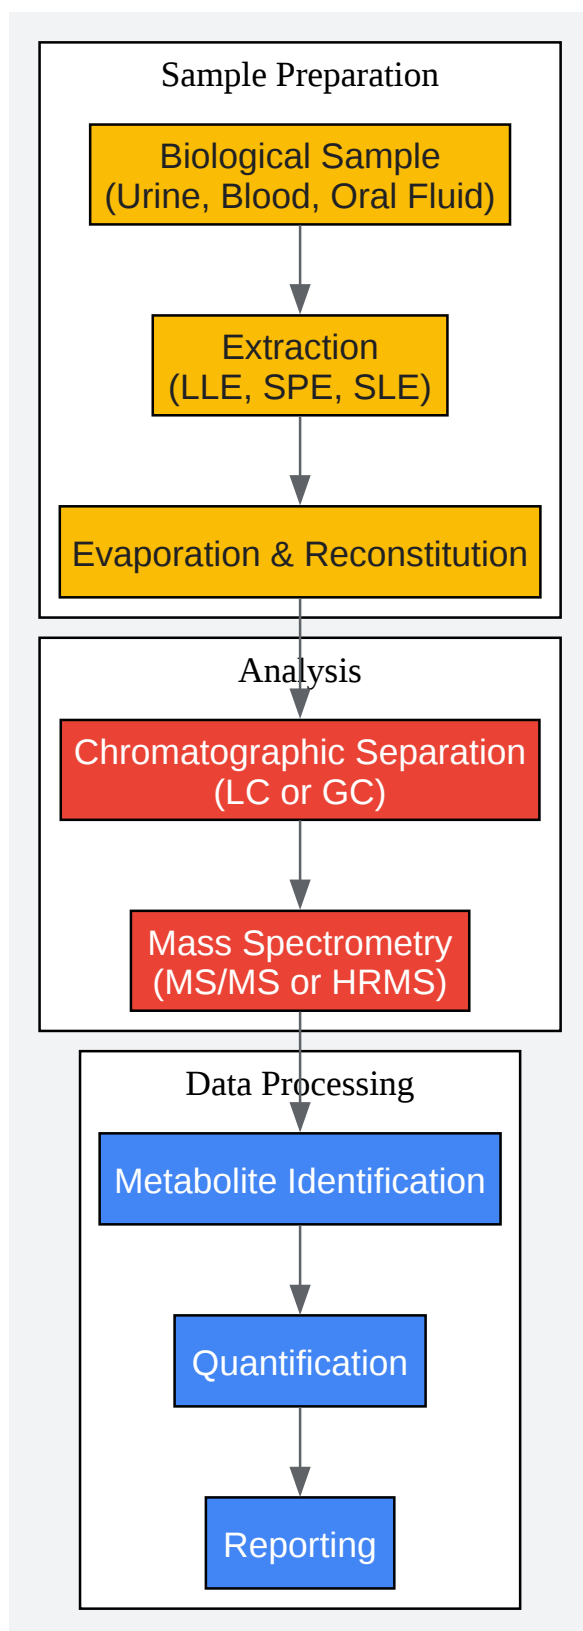 Sample Preparation
Biological Sample
(Urine, Blood, Oral Fluid)
Extraction
(LLE, SPE, SLE)
Evaporation & Reconstitution
Analysis
Chromatographic Separation
(LC or GC)
Mass Spectrometry
(MS/MS or HRMS)
Data Processing
Metabolite Identification
Quantification
Reporting